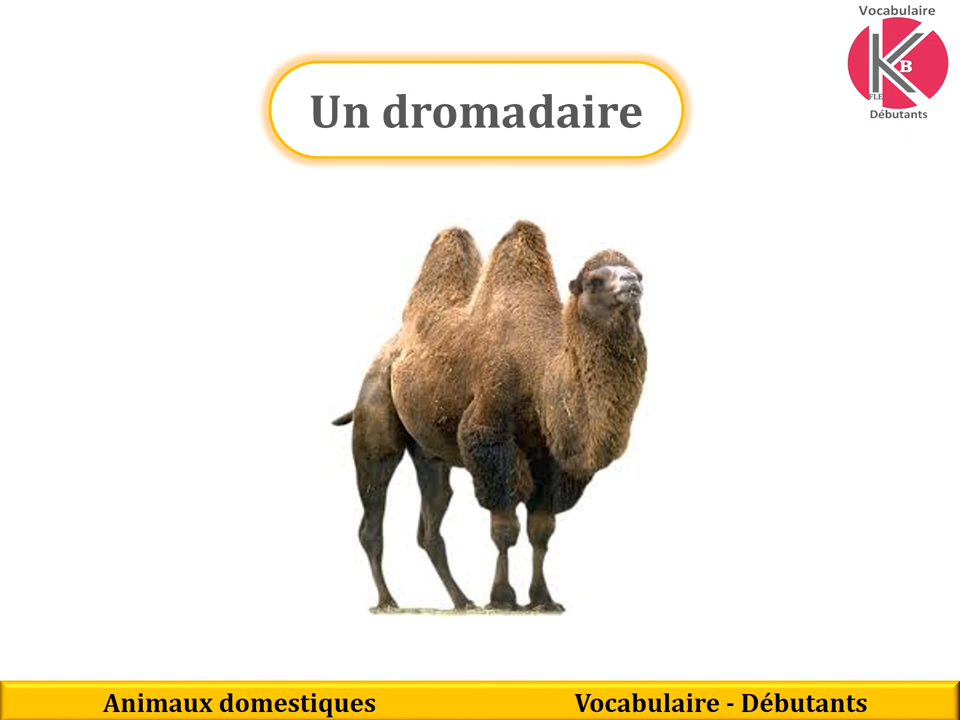 Vocabulaire
K
B
FLE
Débutants
Un dromadaire
Animaux domestiques
Vocabulaire - Débutants